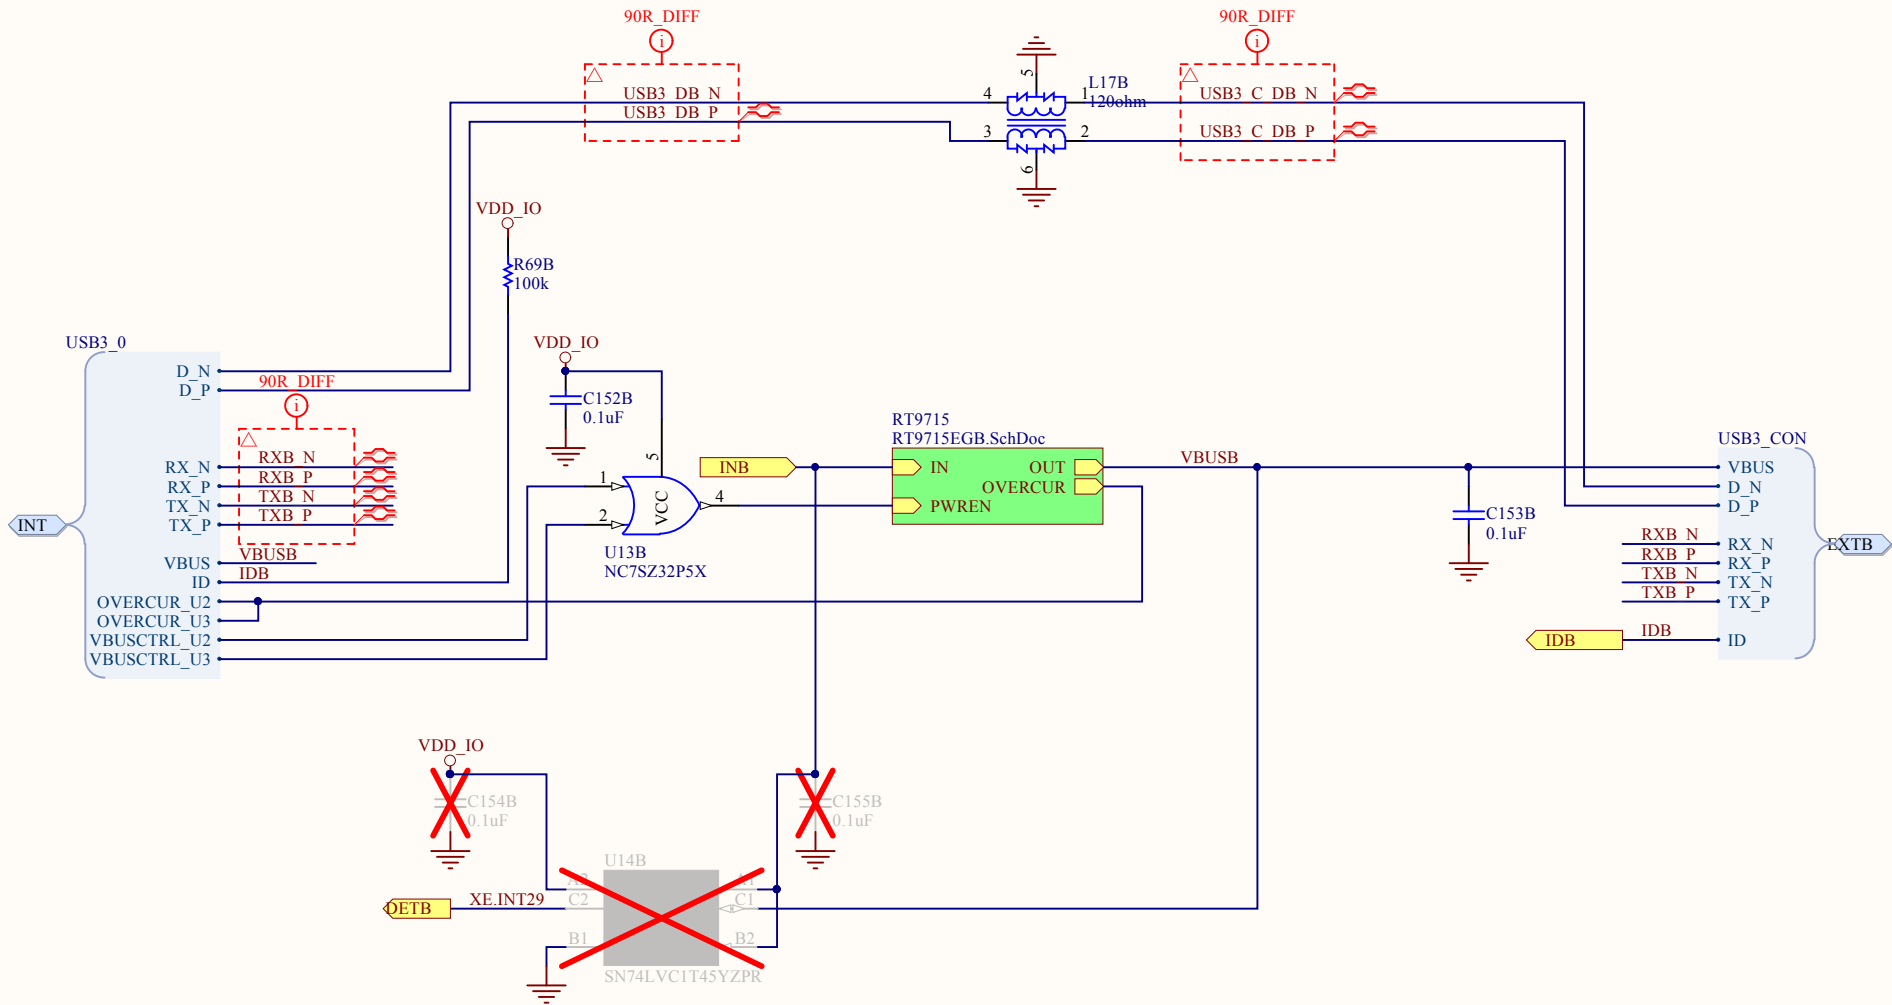 90R_DIFF
90R_DIFF
i
i
USB3_DB_N
USB3_DB_P
5
L17B
120ohm
4
1
3
2
6
USB3_C_DB_N
USB3_C_DB_P
VDD_IO
R69B
100k
USB3_0
VDD_IO
D_N
D_P
90R_DIFF
i
C152B
0.1uF
RT9715
RT9715EGB.SchDoc
USB3_CON
RX_N
RXB_N
RX_P
RXB_P
TX_N
TXB_N
TX_P
TXB_P
INT
5
1
2
VCC
4
U13B
NC7SZ32P5X
INB
IN
OUT
OVERCUR
PWREN
VBUSB
VBUS
D_N
D_P
C153B
0.1uF
RXB_N
RX_N
RXB_P
RX_P
TXB_N
TX_N
TXB_P
TX_P
EXTB
VBUS
VBUSB
ID
IDB
OVERCUR_U2
OVERCUR_U3
VBUSCTRL_U2
VBUSCTRL_U3
IDB
IDB
ID
VDD_IO
C154B
0.1uF
C155B
0.1uF
U14B
A2
A1
DETB
XE.INT29
C2
C1
B1
B2
SN74LVC1T45YZPR